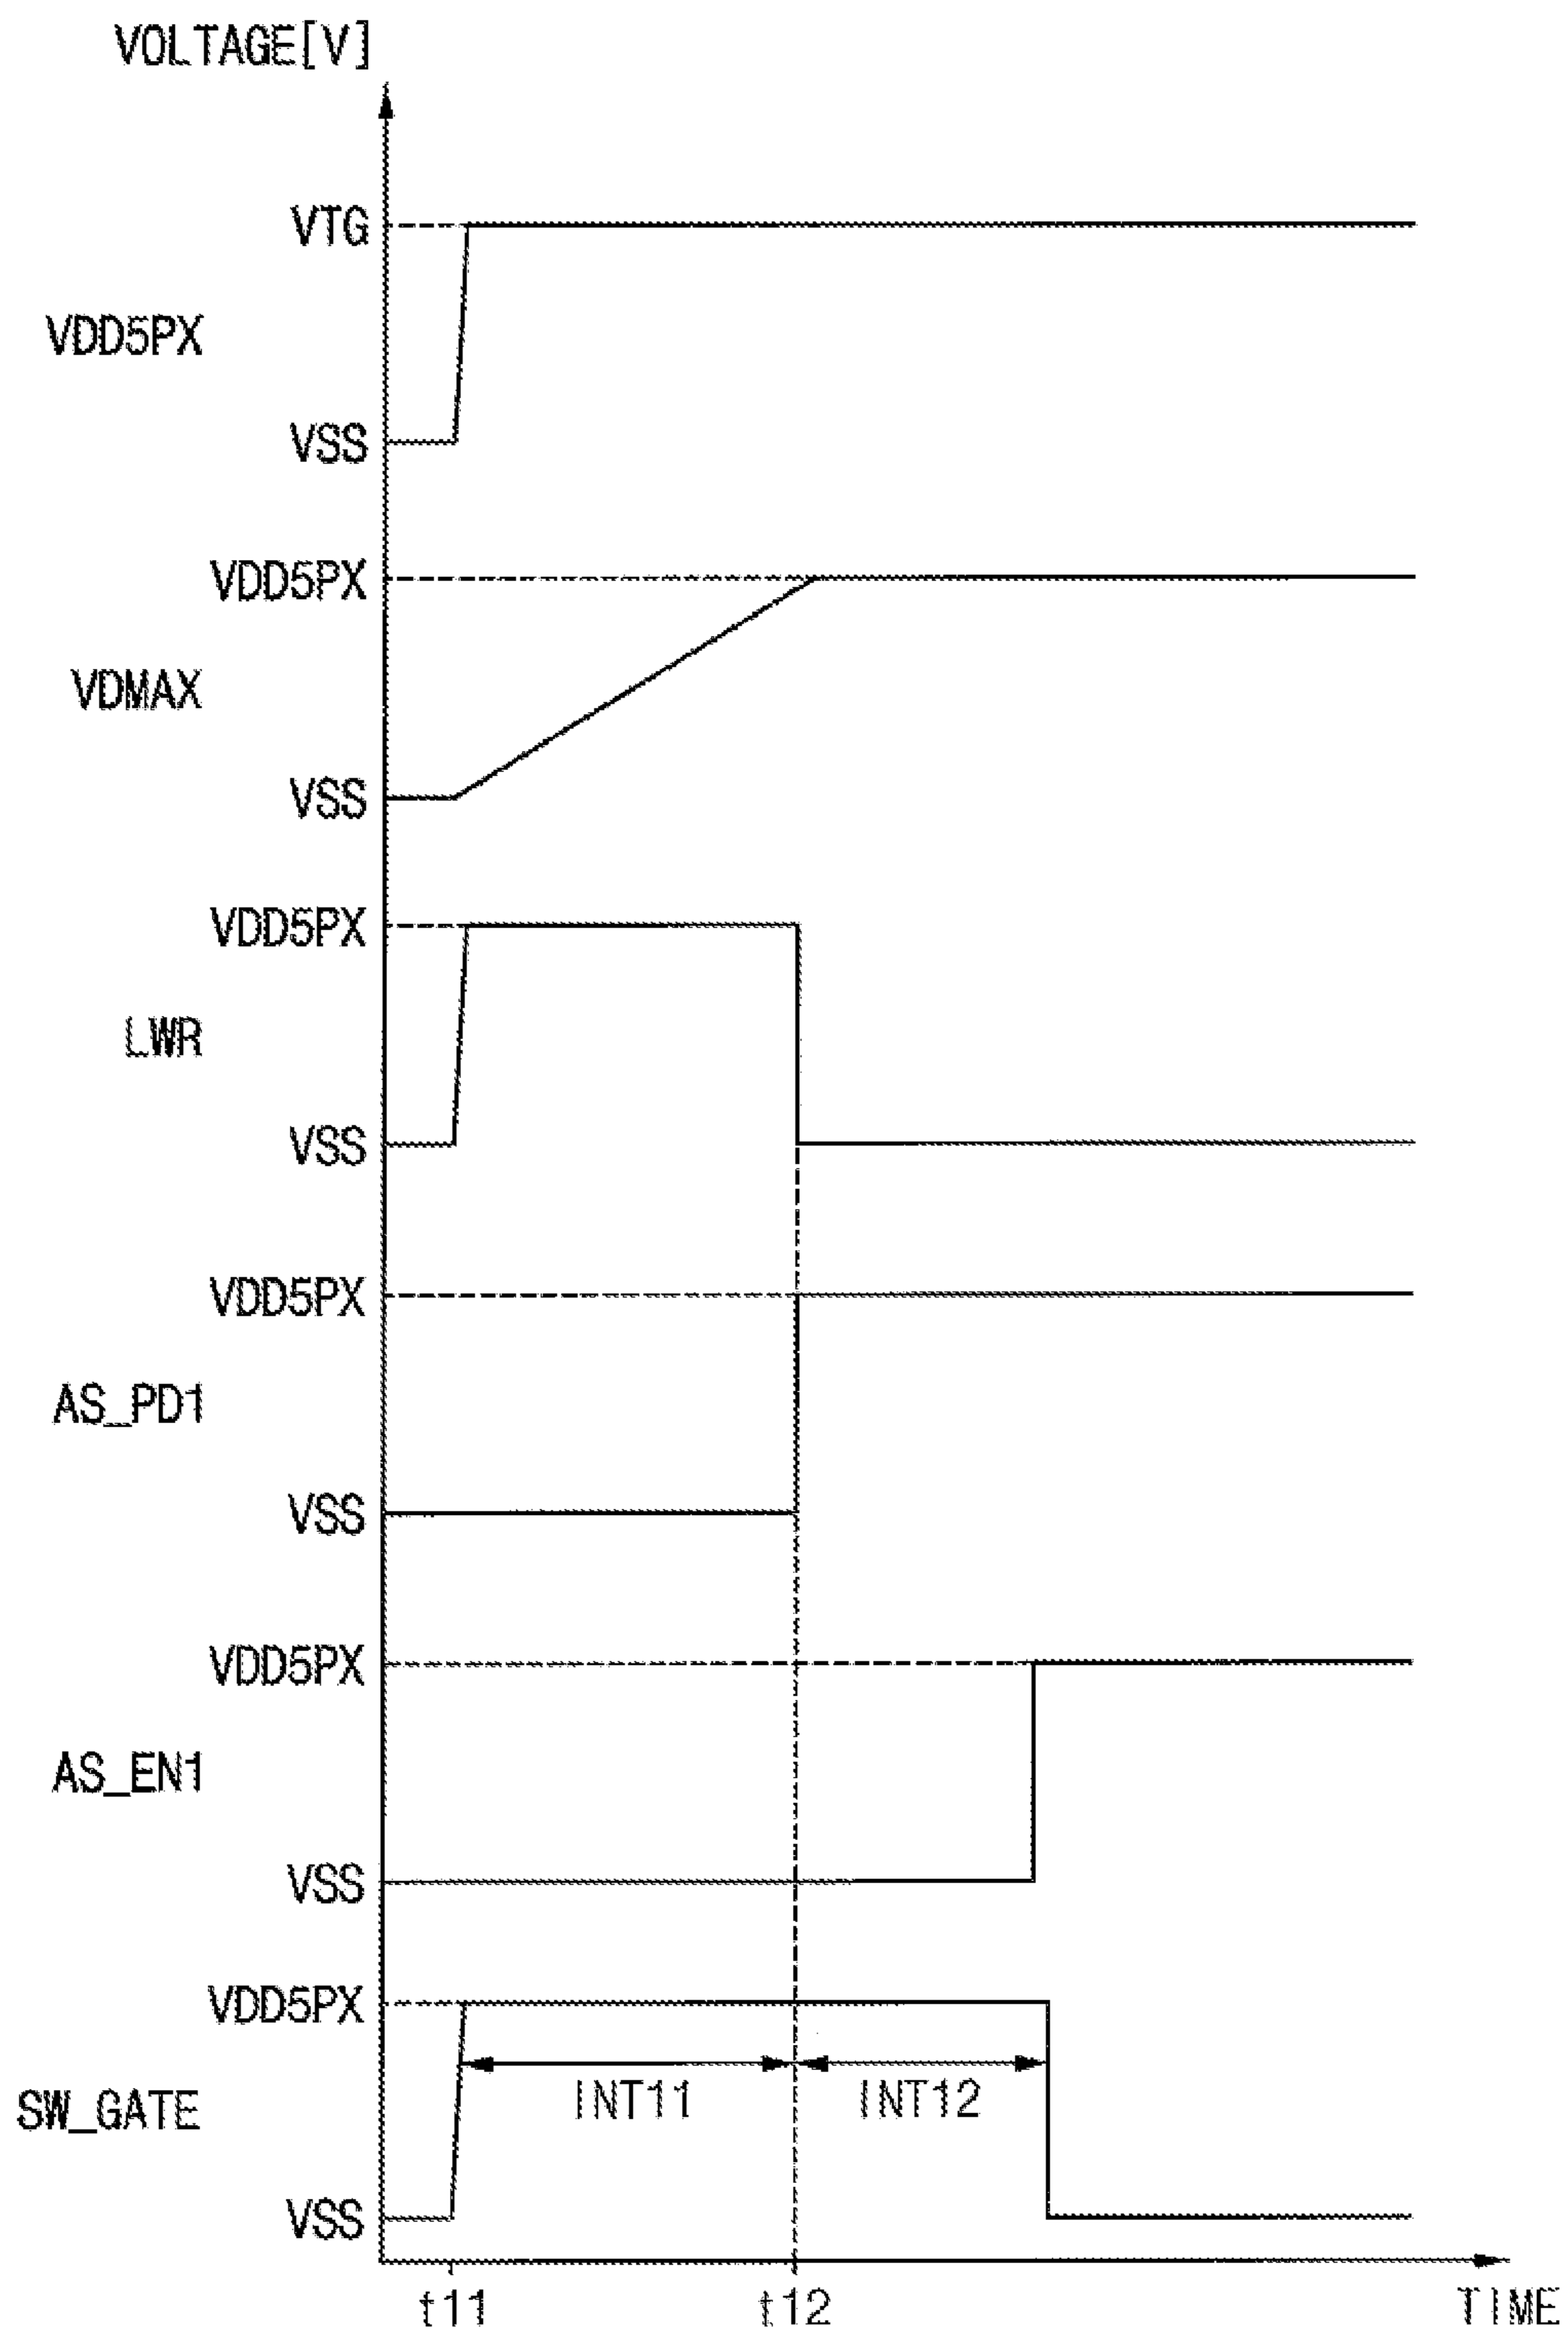 VOLTAGE[V]
VTG
VDD5PX
VSS
VDD5PX
VDMAX
VSS
VDD5PX
LWR
VSS
VDD5PX
AS_PD1
VSS
VDD5PX
AS_EN1
VSS
VDD5PX
INT11 INT12
SW_GATE
VSS
t11 t12 TIME